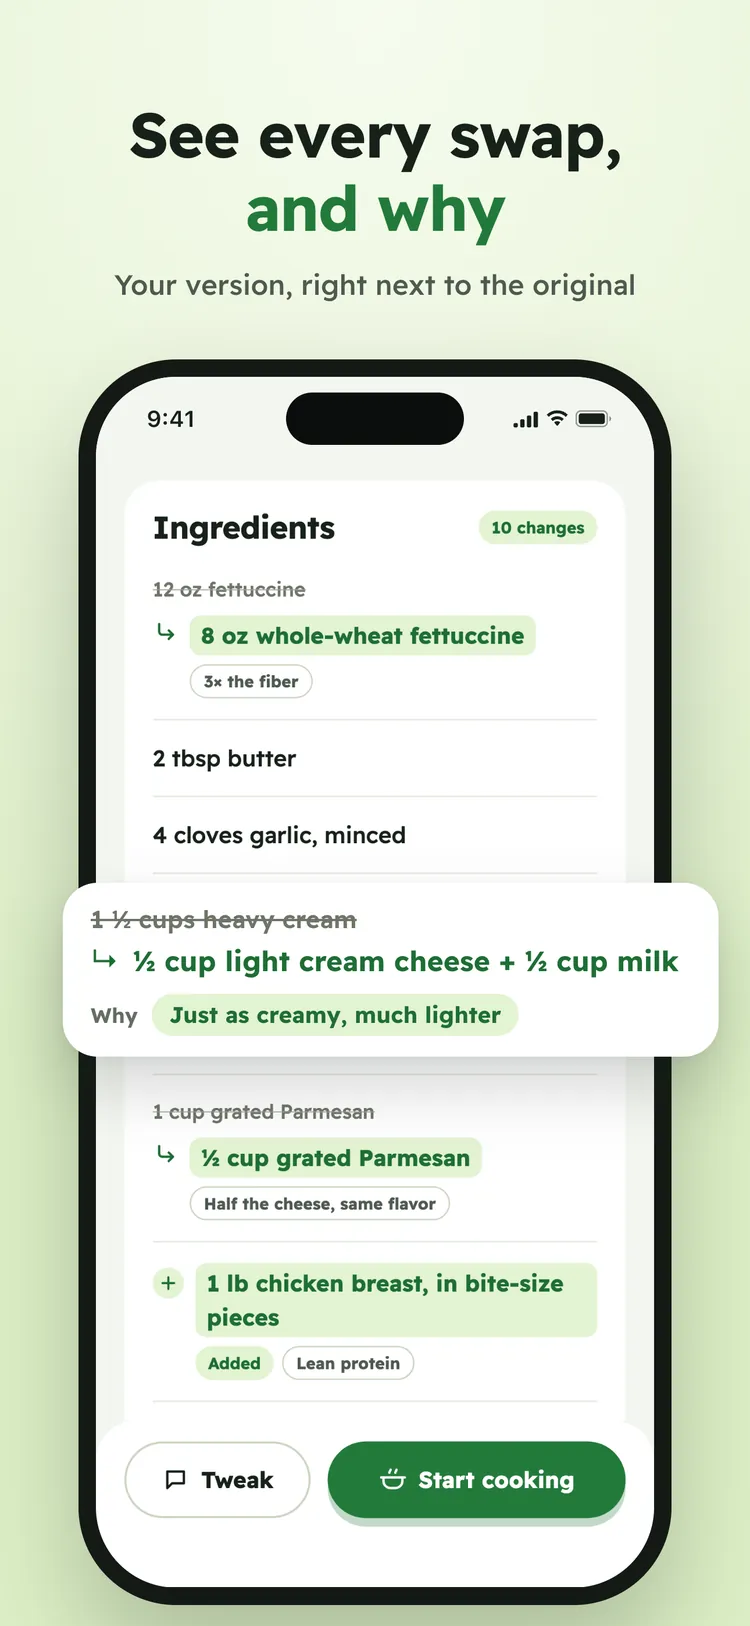 See every swap,
and why
Your version, right next to the original
9:41
Ingredients
10 changes
12 oz fettuccine
8 oz whole-wheat fettuccine
3× the fiber
2 tbsp butter
4 cloves garlic, minced
1 ½ cups heavy cream
½ cup light cream cheese + ½ cup milk
Why
Just as creamy, much lighter
1 cup grated Parmesan
½ cup grated Parmesan
Half the cheese, same flavor
1 lb chicken breast, in bite-size
pieces
Added
Lean protein
Tweak
Start cooking